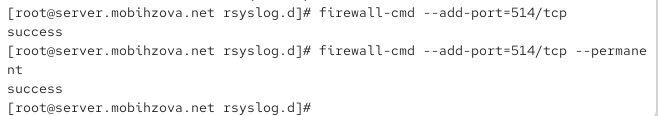 [root@server.mobihzova.net rsyslog.d]# firewall-cmd --add-port=514/tcp
success
[root@server.mobihzova.net rsyslog.d]# firewall-cmd --add-port=514/tcp --permane
nt
success
[root@server.mobihzova.net rsyslog.d]#